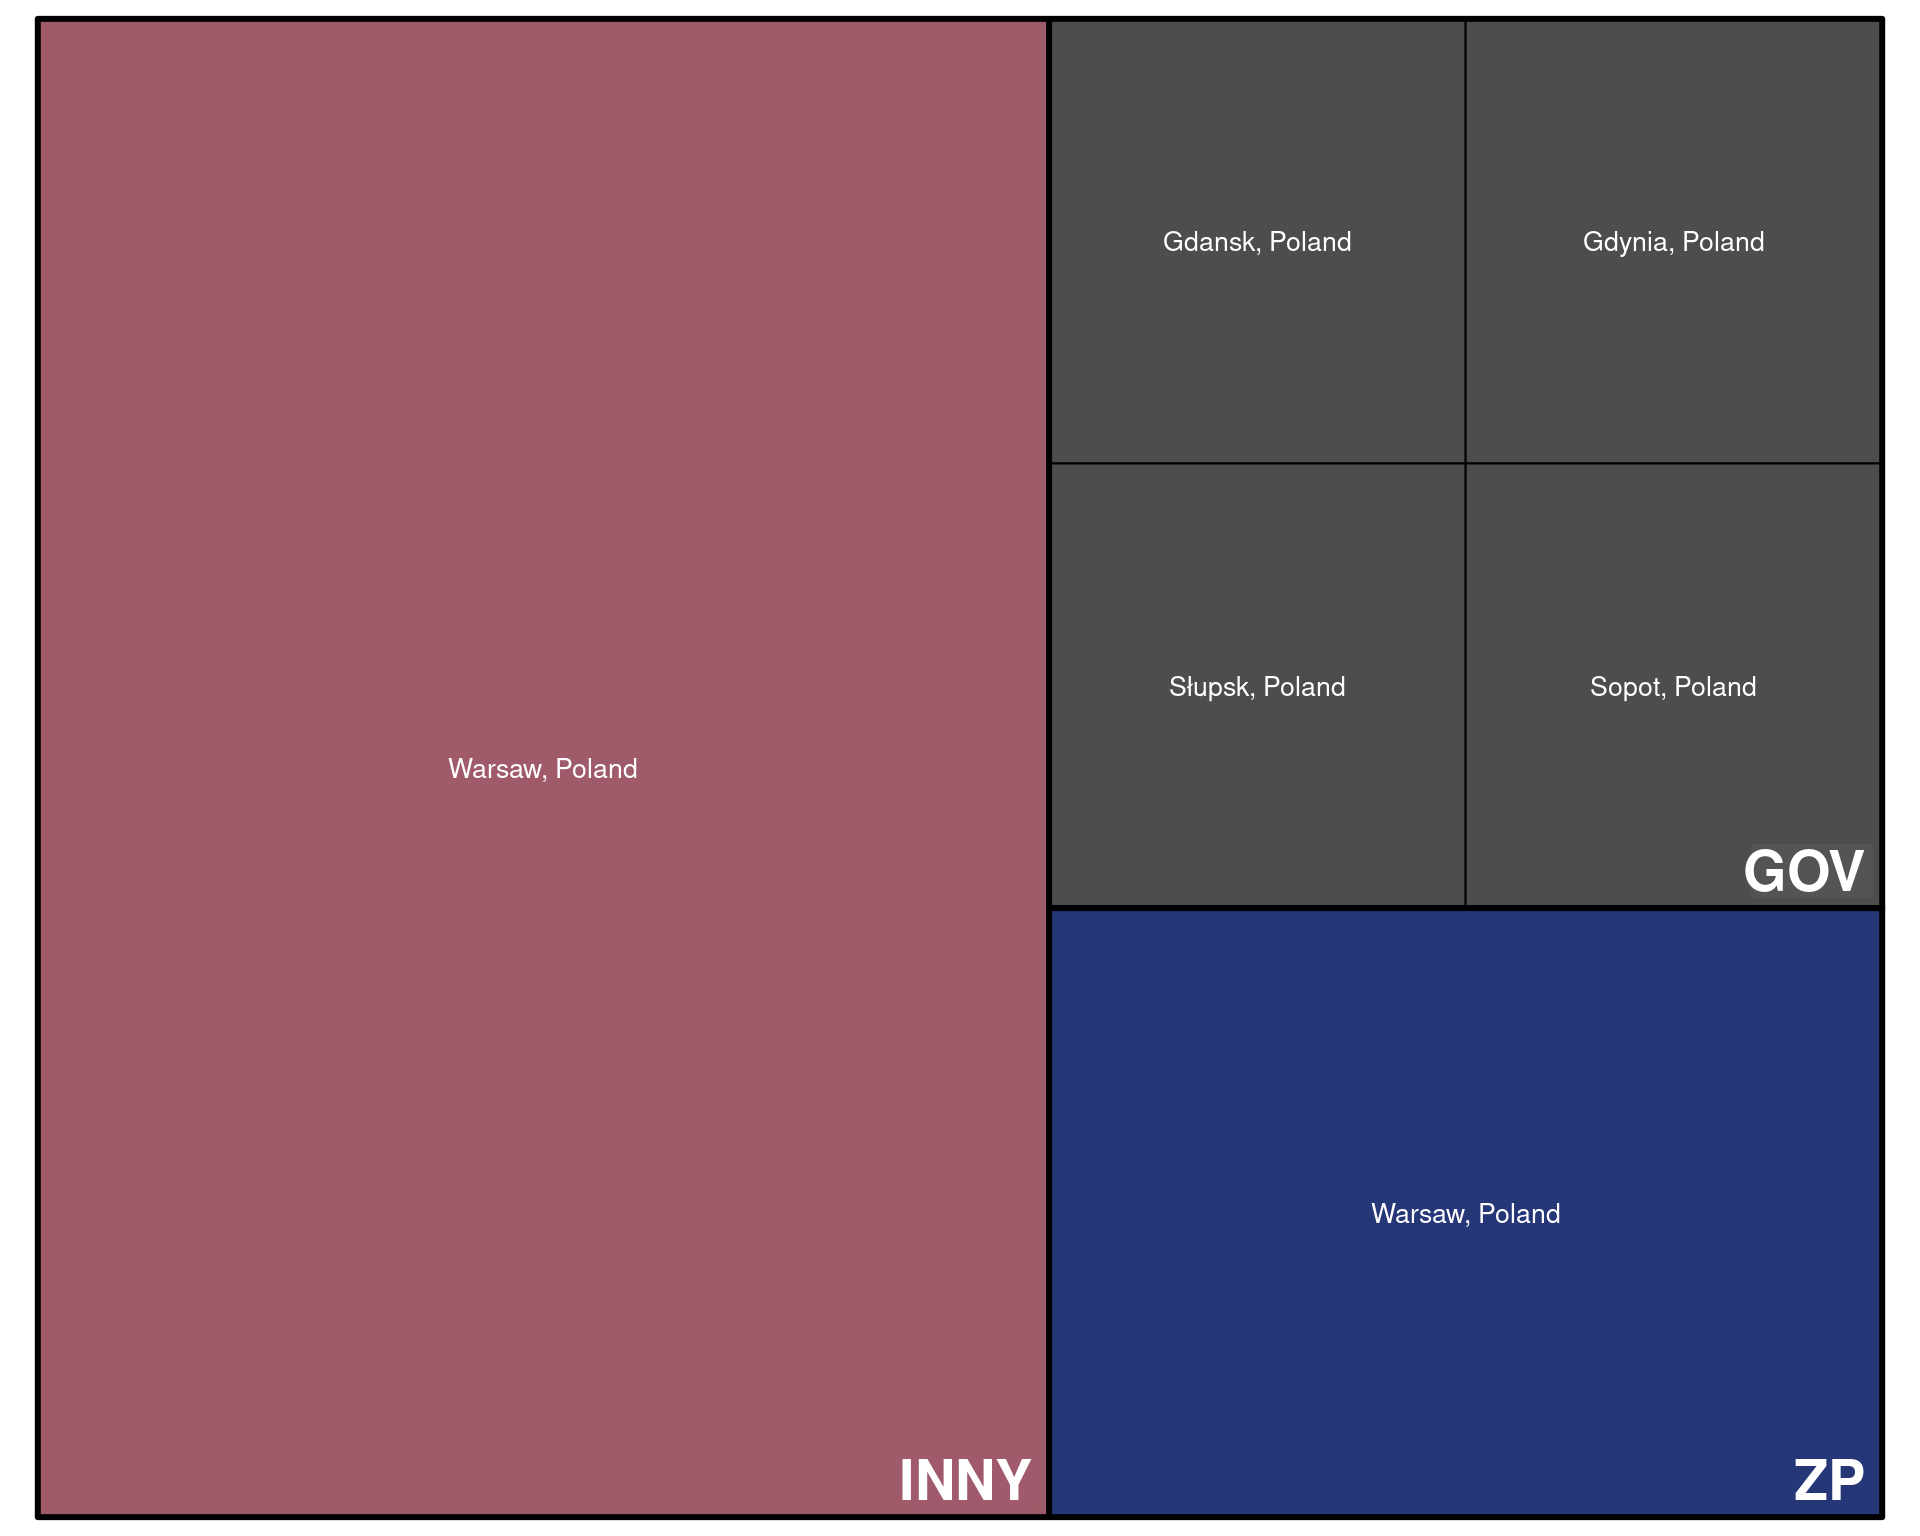 Warsaw, Poland
INNY
Gdansk, Poland
Gdynia, Poland
Słupsk, Poland
Sopot, Poland
GOV
Warsaw, Poland
ZP